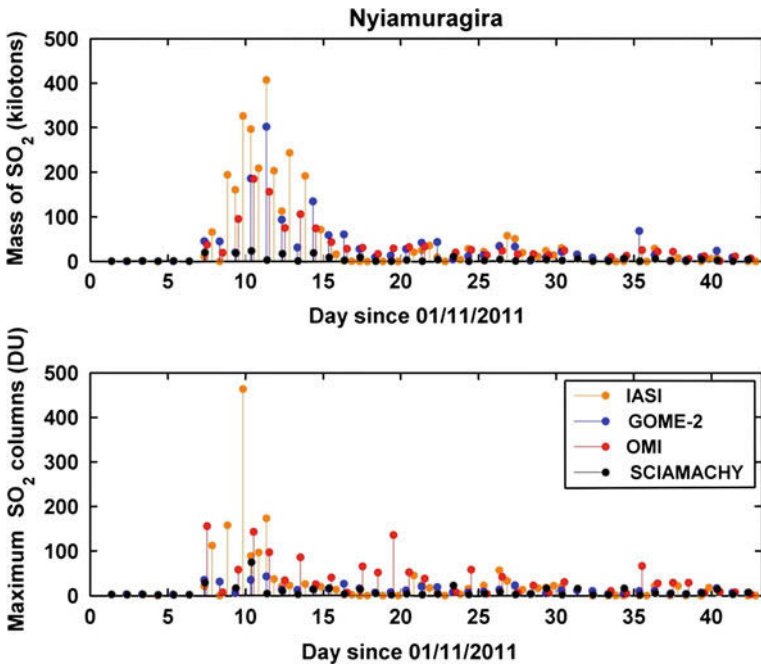 Nyiamuragira
Mass of SO2 (kilotons)
500
400
300
200
100
0
0 5 10 15 20 25 30 35 40
Day since 01/11/2011
Maximum SO2 columns (DU)
500
400
300
200
100
0
IASI
GOME-2
OMI
SCIAMACHY
0 5 10 15 20 25 30 35 40
Day since 01/11/2011